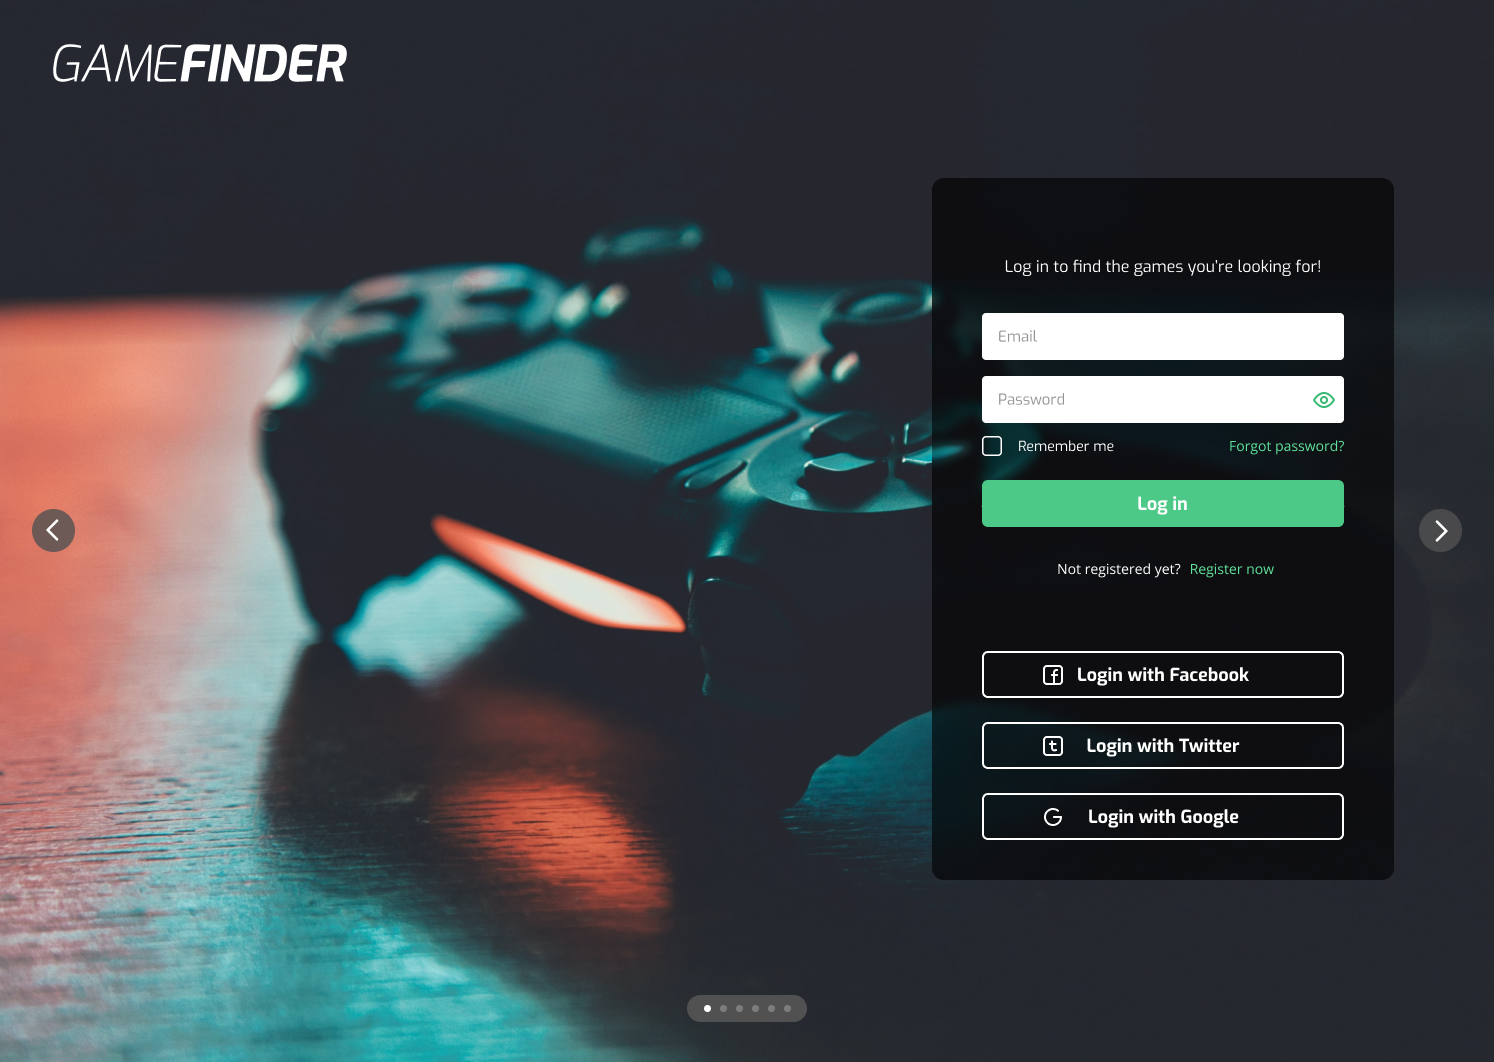 GAMEFINDER
Log in to find the games you're looking for!
Email
Password
Remember me
Forgot password?
Log in
Not registered yet? Register now
Login with Facebook
Login with Twitter
Login with Google